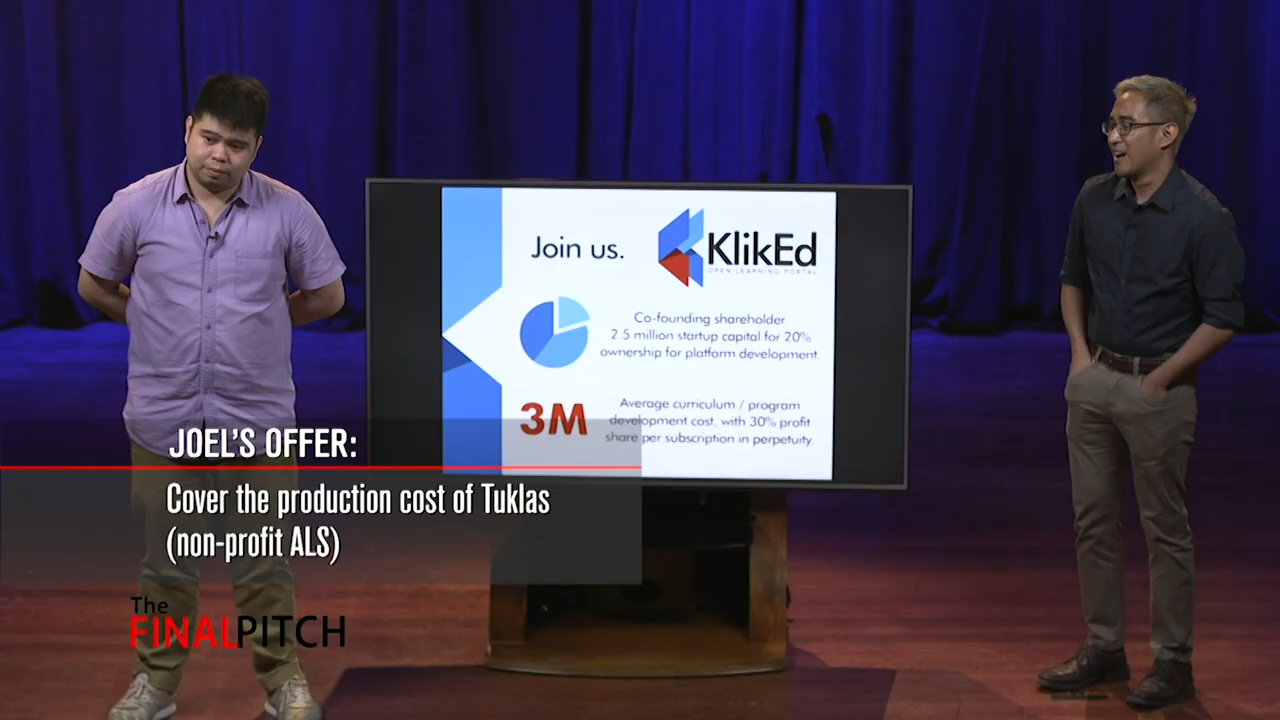 Join us.
KlikEd
OPEN LEARNING PORTAL
Co-founding shareholder
2.5 million startup capital for 20%
ownership for platform development.
3M
Average curriculum / program
development cost, with 30% profit
share per subscription in perpetuity.
JOEL'S OFFER:
Cover the production cost of Tuklas
(non-profit ALS)
The
FINALPITCH